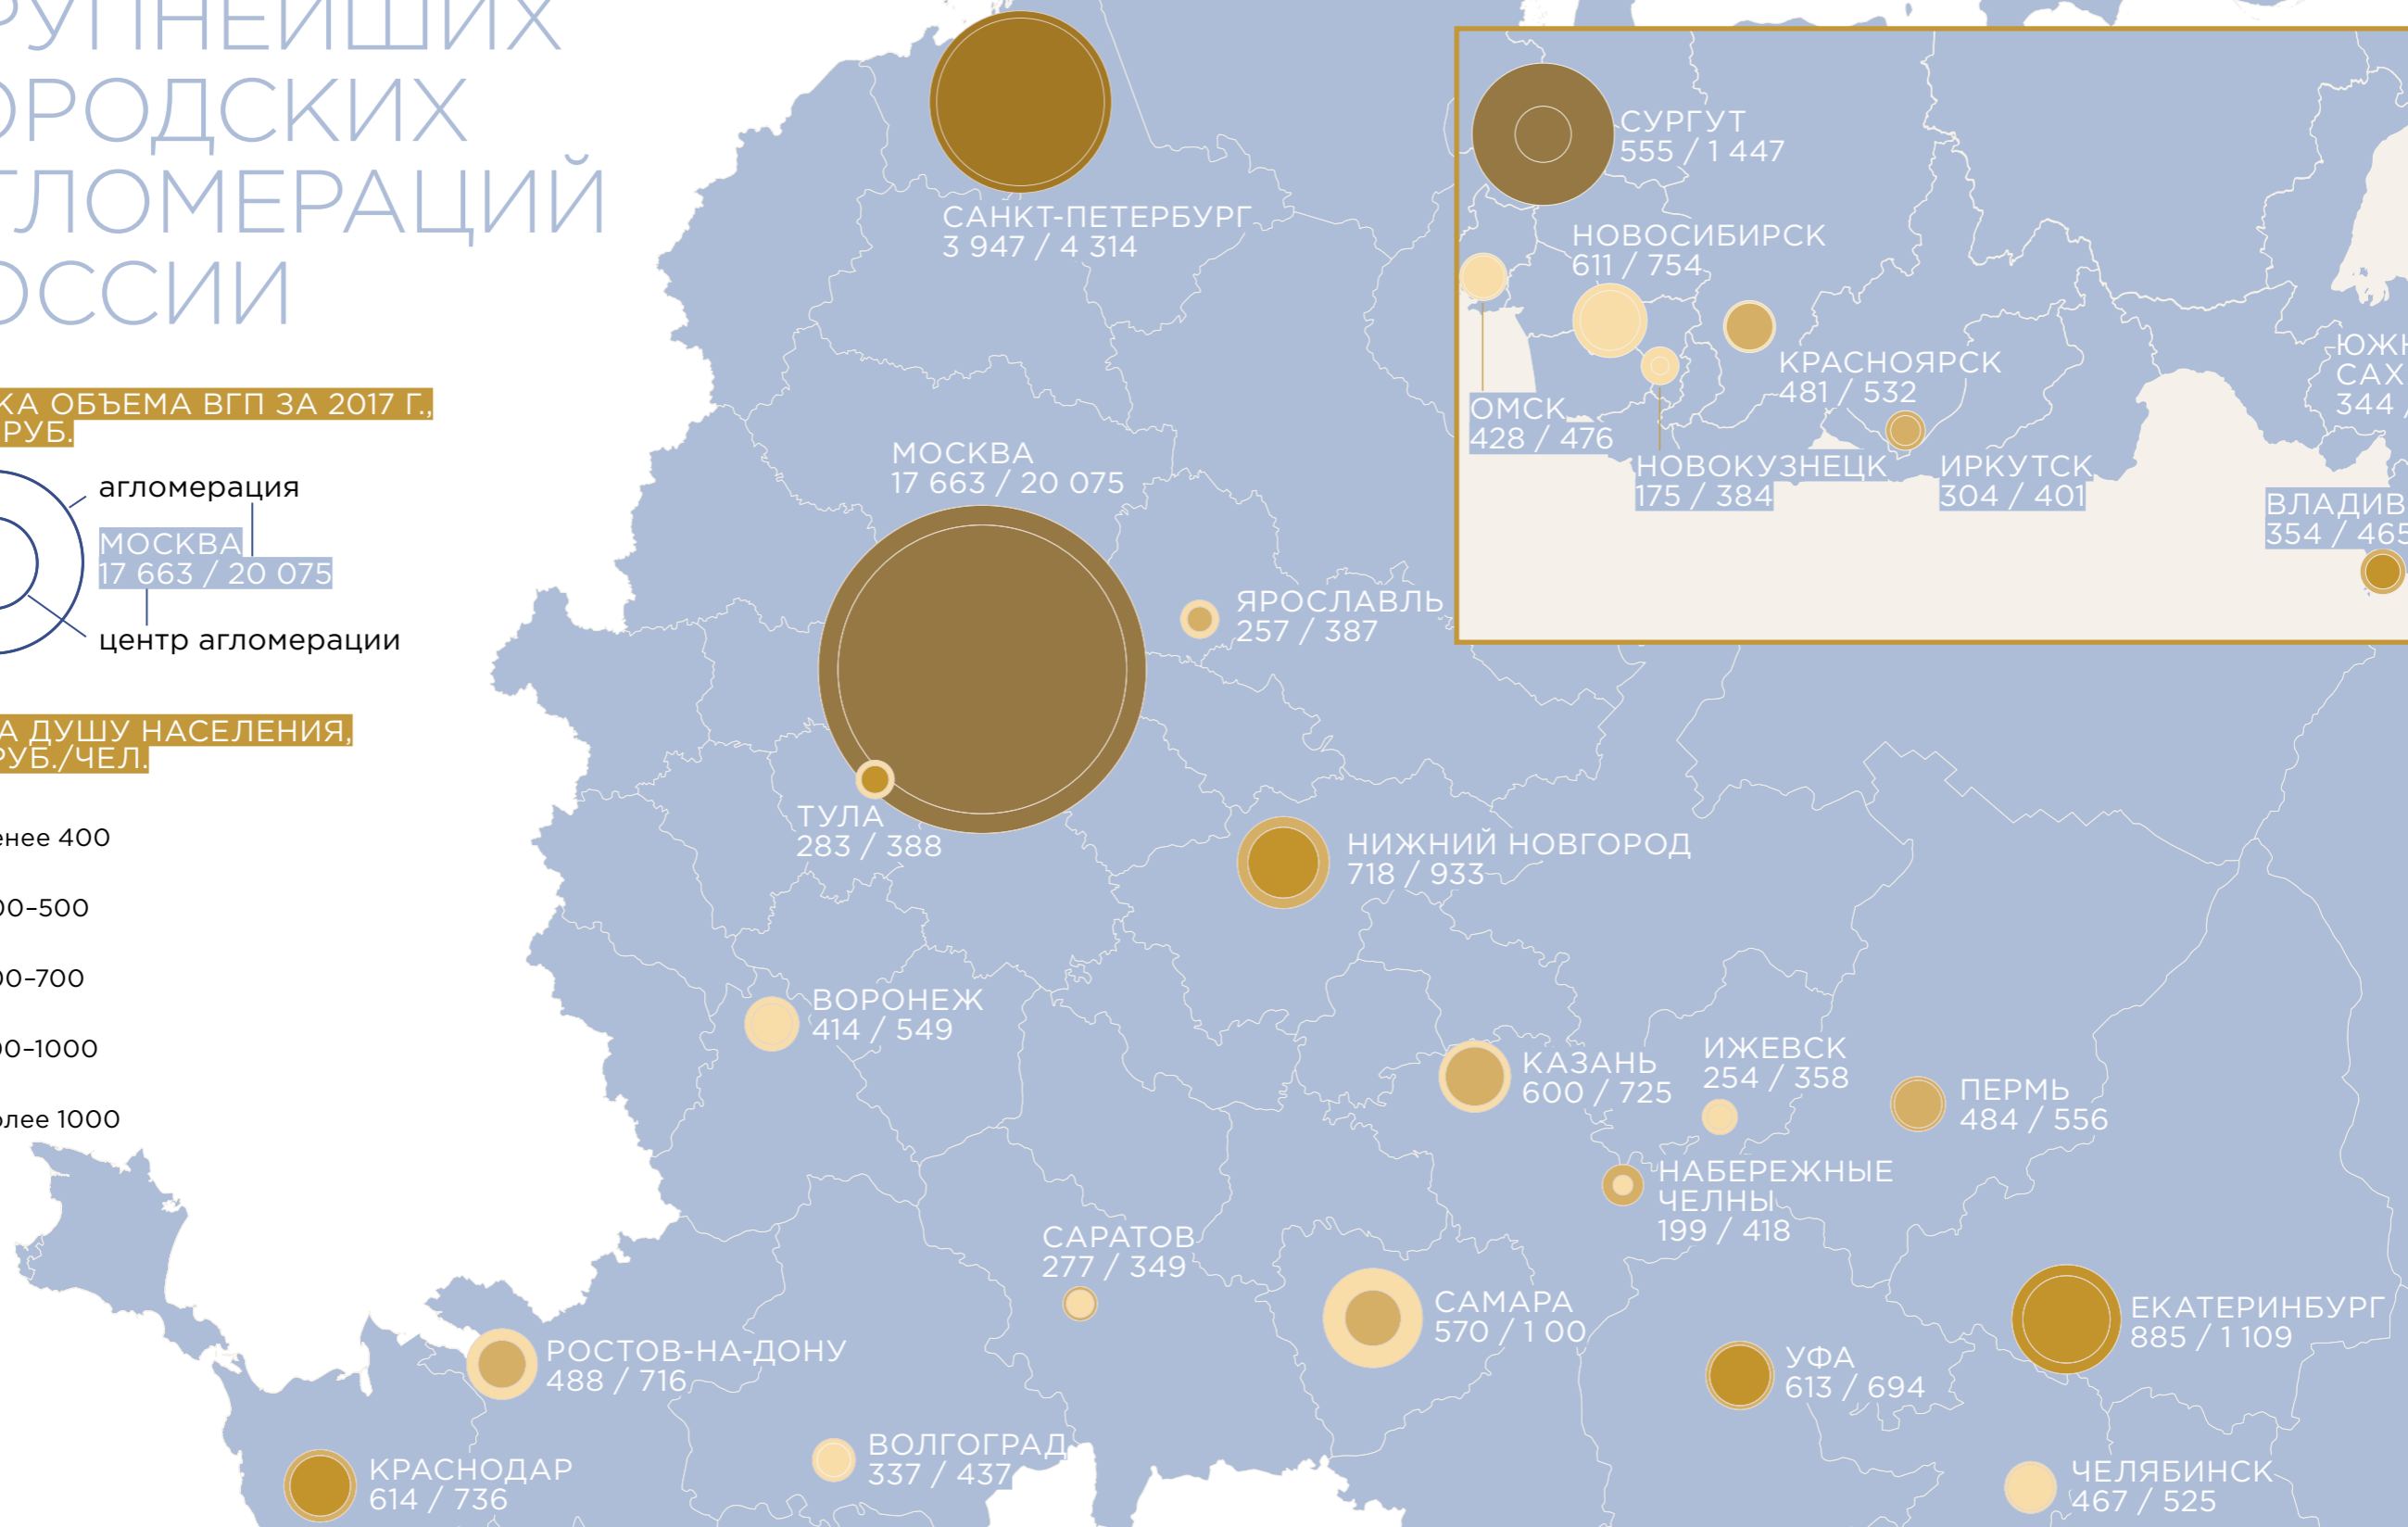 РУПНЕЙШИХ
ОРОДСКИХ
ГЛОМЕРАЦИЙ
ОССИИ
КА ОБЪЕМА ВГП ЗА 2017 Г.,
РУБ.
агломерация
МОСКВА
17 663 / 20 075
центр агломерации
А ДУШУ НАСЕЛЕНИЯ,
РУБ./ЧЕЛ.
енее 400
00–500
00–700
00–1000
олее 1000
САНКТ-ПЕТЕРБУРГ
3 947 / 4 314
МОСКВА
17 663 / 20 075
ЯРОСЛАВЛЬ
257 / 387
ТУЛА
283 / 388
НИЖНИЙ НОВГОРОД
718 / 933
ВОРОНЕЖ
414 / 549
КАЗАНЬ
600 / 725
ИЖЕВСК
254 / 358
ПЕРМЬ
484 / 556
НАБЕРЕЖНЫЕ
ЧЕЛНЫ
199 / 418
САРАТОВ
277 / 349
САМАРА
570 / 1 00
ЕКАТЕРИНБУРГ
885 / 1 109
РОСТОВ-НА-ДОНУ
488 / 716
УФА
613 / 694
ВОЛГОГРАД
337 / 437
КРАСНОДАР
614 / 736
ЧЕЛЯБИНСК
467 / 525
СУРГУТ
555 / 1 447
НОВОСИБИРСК
611 / 754
КРАСНОЯРСК
481 / 532
ОМСК
428 / 476
НОВОКУЗНЕЦК
175 / 384
ИРКУТСК
304 / 401
ЮЖН
САХ
344 /
ВЛАДИВ
354 / 465